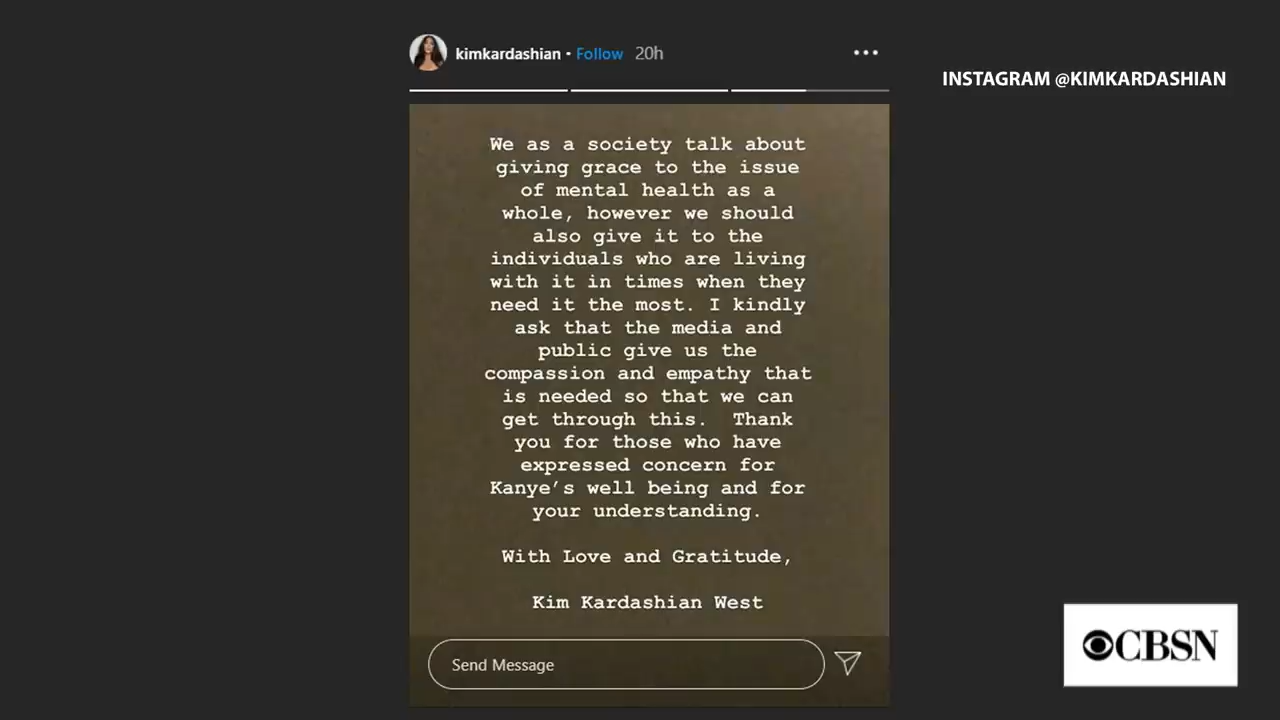 kimkardashian • Follow 20h
INSTAGRAM @KIMKARDASHIAN
We as a society talk about
giving grace to the issue
of mental health as a
whole, however we should
also give it to the
individuals who are living
with it in times when they
need it the most. I kindly
ask that the media and
public give us the
compassion and empathy that
is needed so that we can
get through this.  Thank
you for those who have
expressed concern for
Kanye’s well being and for
your understanding.
With Love and Gratitude,
Kim Kardashian West
Send Message
CBSN